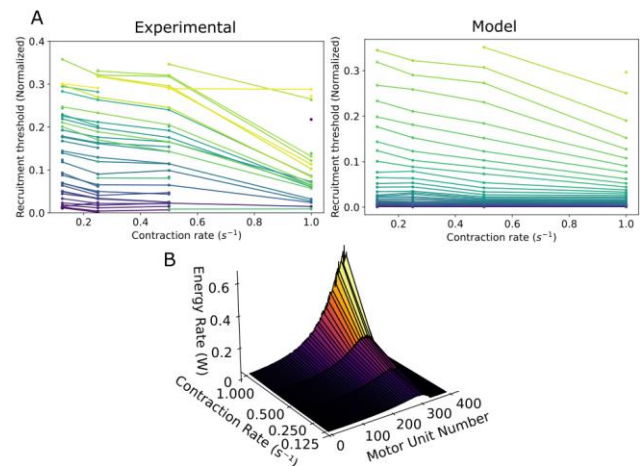 A
Experimental
Model
Recruitment threshold (Normalized)
0.4
0.3
0.2
0.1
0.0
0.2 0.4 0.6 0.8 1.0
Contraction rate (s⁻¹)
Recruitment threshold (Normalized)
0.3
0.2
0.1
0.0
0.2 0.4 0.6 0.8 1.0
Contraction rate (s⁻¹)
B
Energy Rate (W)
0.6
0.4
0.2
0
1.000
0.500
0.250
0.125
Contraction Rate (s⁻¹)
0 100 200 300 400
Motor Unit Number